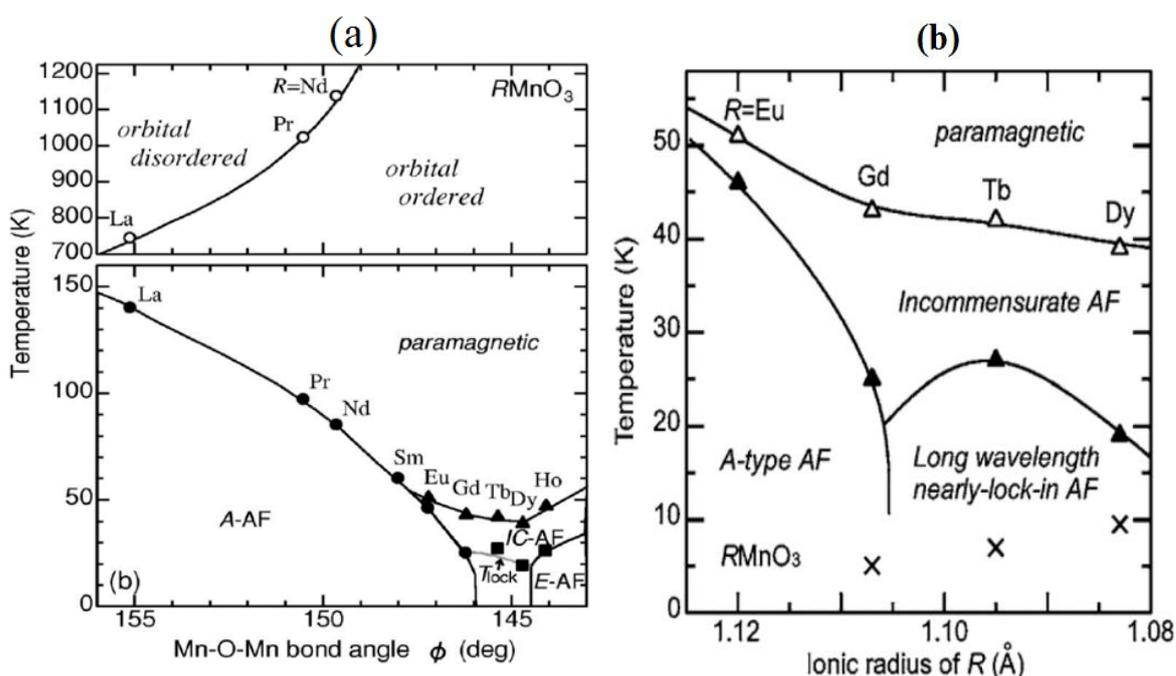 (a)
1200
1100
1000
900
800
700
R=Nd
RMnO₃
Pr
orbital
disordered
orbital
ordered
La
Temperature (K)
150
100
50
0
La
paramagnetic
Pr
Nd
Sm
Eu
Gd
Tb
Dy
Ho
A-AF
IC-AF
Tlock
E-AF
(b)
155
150
145
Mn-O-Mn bond angle ϕ (deg)
(b)
50
40
30
20
10
0
Temperature (K)
R=Eu
paramagnetic
Gd
Tb
Dy
Incommensurate AF
A-type AF
Long wavelength
nearly-lock-in AF
RMnO₃
1.12
1.10
1.08
Ionic radius of R (Å)